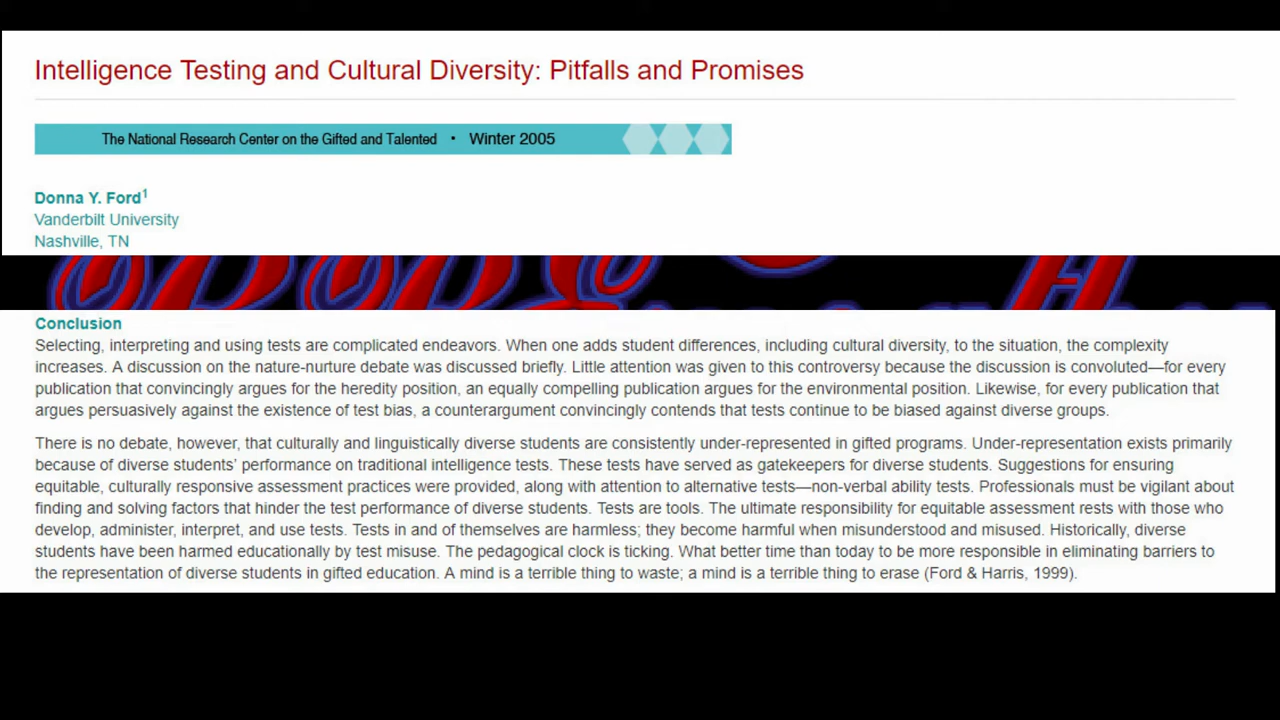 Intelligence Testing and Cultural Diversity: Pitfalls and Promises
The National Research Center on the Gifted and Talented • Winter 2005
Donna Y. Ford1
Vanderbilt University
Nashville, TN
Conclusion
Selecting, interpreting and using tests are complicated endeavors. When one adds student differences, including cultural diversity, to the situation, the complexity
increases. A discussion on the nature-nurture debate was discussed briefly. Little attention was given to this controversy because the discussion is convoluted—for every
publication that convincingly argues for the heredity position, an equally compelling publication argues for the environmental position. Likewise, for every publication that
argues persuasively against the existence of test bias, a counterargument convincingly contends that tests continue to be biased against diverse groups.
There is no debate, however, that culturally and linguistically diverse students are consistently under-represented in gifted programs. Under-representation exists primarily
because of diverse students' performance on traditional intelligence tests. These tests have served as gatekeepers for diverse students. Suggestions for ensuring
equitable, culturally responsive assessment practices were provided, along with attention to alternative tests—non-verbal ability tests. Professionals must be vigilant about
finding and solving factors that hinder the test performance of diverse students. Tests are tools. The ultimate responsibility for equitable assessment rests with those who
develop, administer, interpret, and use tests. Tests in and of themselves are harmless; they become harmful when misunderstood and misused. Historically, diverse
students have been harmed educationally by test misuse. The pedagogical clock is ticking. What better time than today to be more responsible in eliminating barriers to
the representation of diverse students in gifted education. A mind is a terrible thing to waste; a mind is a terrible thing to erase (Ford & Harris, 1999).